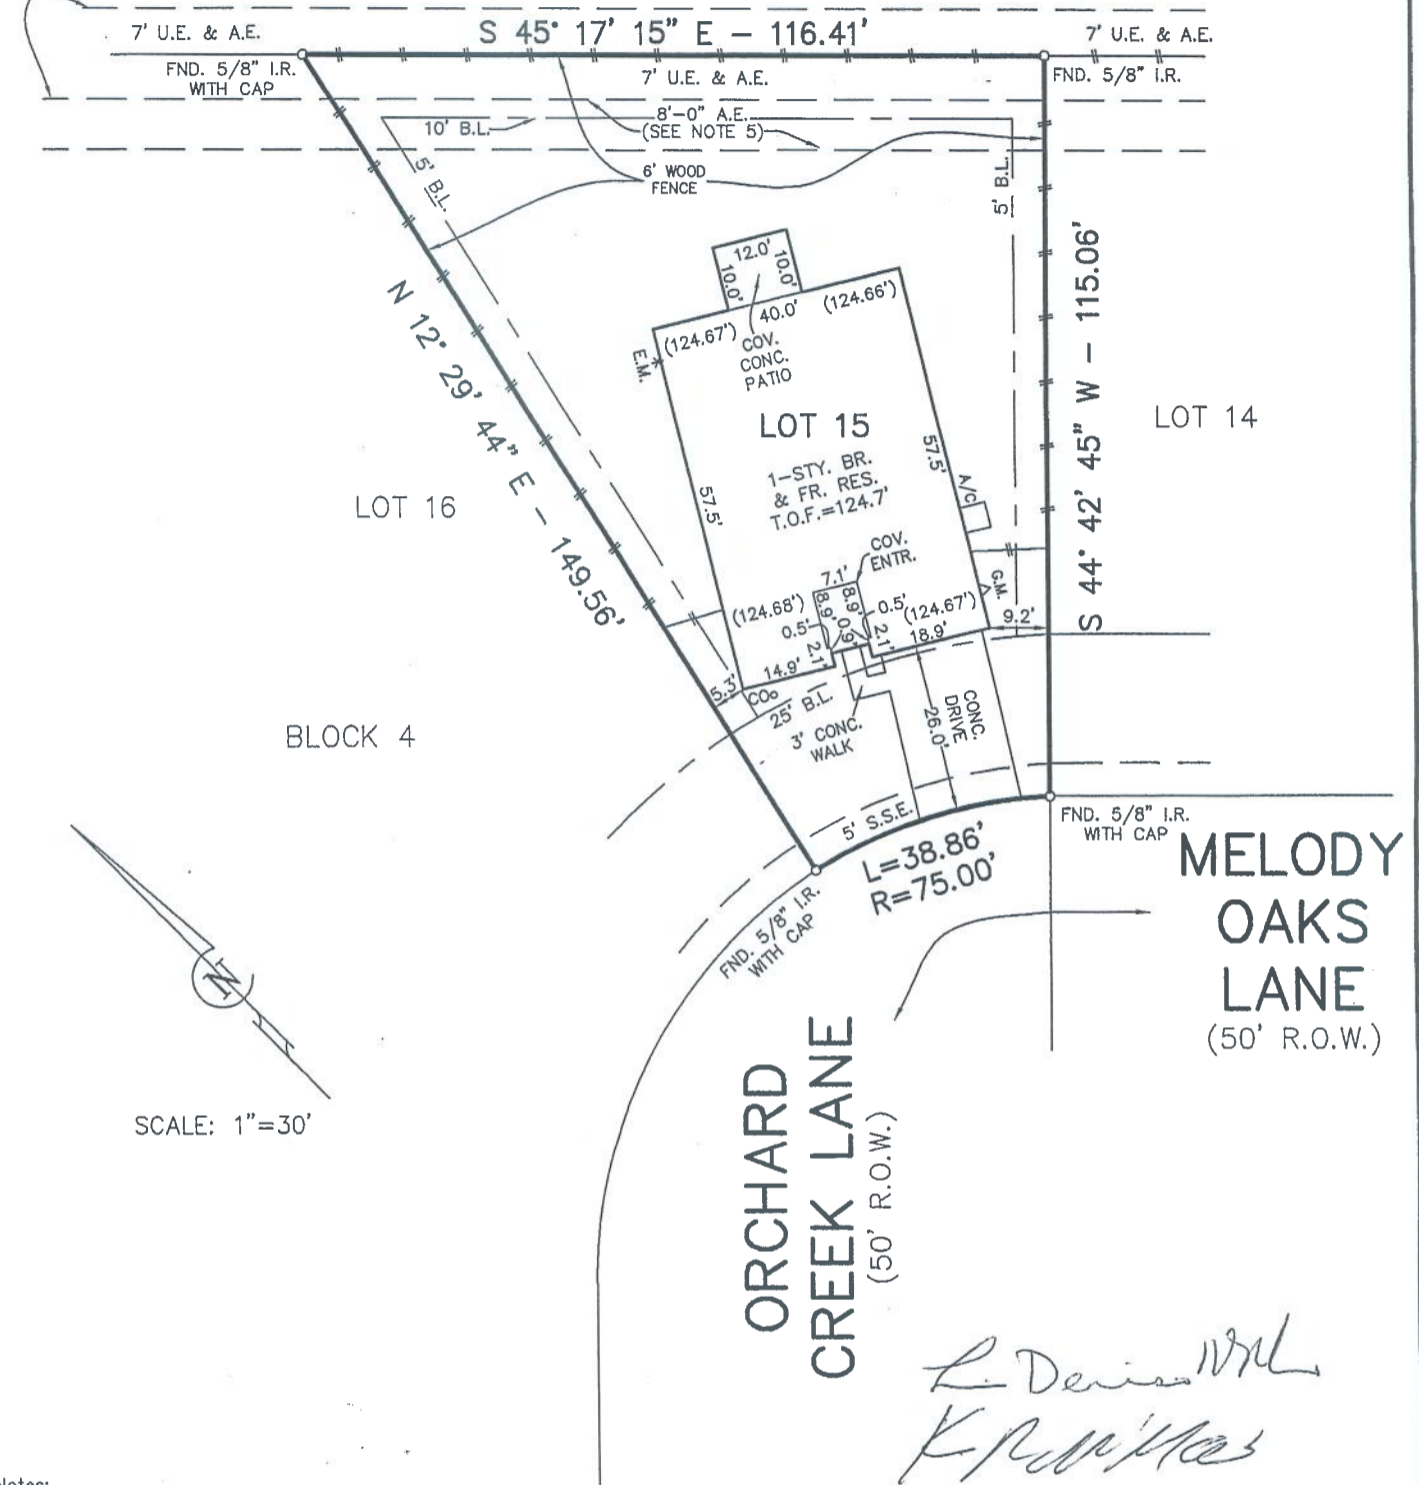 7' U.E. & A.E.
S 45° 17' 15" E – 116.41'
7' U.E. & A.E.
FND. 5/8" I.R.
WITH CAP
7' U.E. & A.E.
FND. 5/8" I.R.
8'-0" A.E.
(SEE NOTE 5)
10' B.L.
5' B.L.
6' WOOD
FENCE
5' B.L.
12.0'
10.0'
10.0'
(124.67')
40.0'
(124.66')
COV.
CONC.
PATIO
E.M.
N 12° 29' 44" E – 149.56'
S 44° 42' 45" W – 115.06'
LOT 15
LOT 14
1-STY. BR.
& FR. RES.
T.O.F.=124.7'
57.5'
57.5'
A/C
LOT 16
COV.
ENTR.
7.1'
8.9'
8.9'
0.9'
0.5'
0.5'
(124.68')
(124.67')
G.M.
2.1'
2.1'
14.9'
18.9'
9.2'
5.3'
CO
25' B.L.
3' CONC.
WALK
26.0'
CONC.
DRIVE
BLOCK 4
5' S.S.E.
L=38.86'
R=75.00'
FND. 5/8" I.R.
WITH CAP
FND. 5/8" I.R.
WITH CAP
MELODY
OAKS
LANE
(50' R.O.W.)
N
SCALE: 1"=30'
ORCHARD
CREEK LANE
(50' R.O.W.)